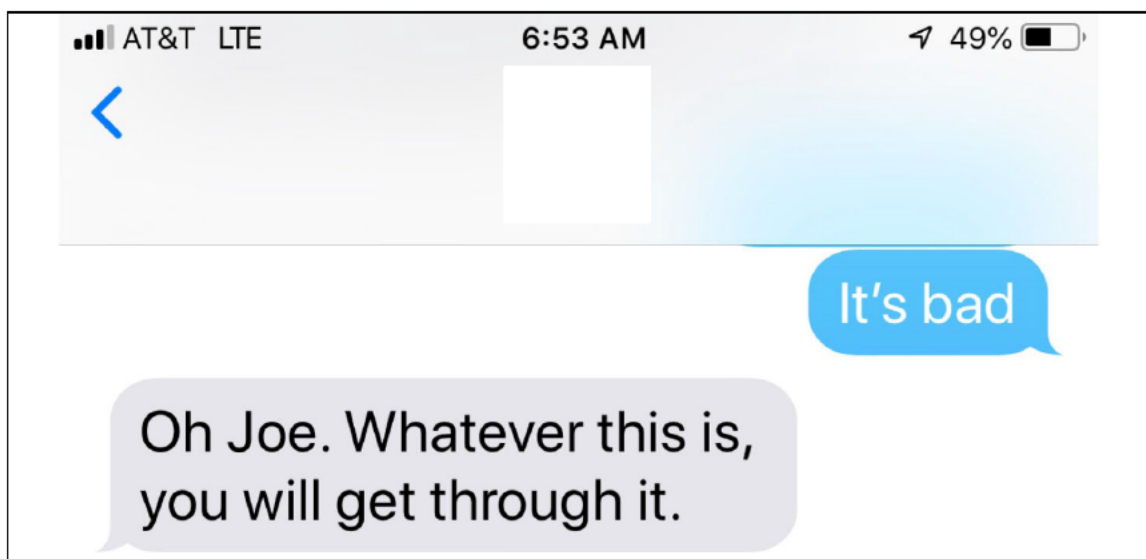 AT&T LTE 6:53 AM 49%
It's bad
Oh Joe. Whatever this is,
you will get through it.